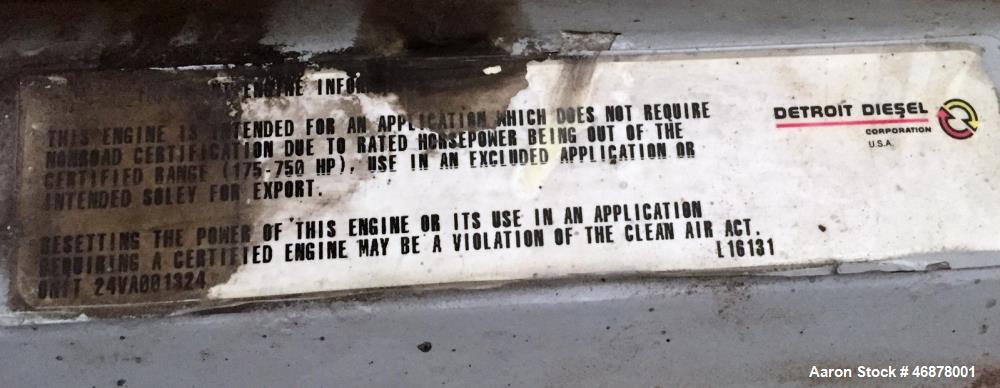 ENGINE
THIS ENGINE IS INTENDED FOR AN APPLICATION WHICH DOES NOT REQUIRE
NONROAD CERTIFICATION DUE TO RATED HORSEPOWER BEING OUT OF THE
CERTIFIED RANGE (175-750 HP), USE IN AN EXCLUDED APPLICATION OR
INTENDED SOLEY FOR EXPORT.
RESETTING THE POWER OF THIS ENGINE OR ITS USE IN AN APPLICATION
REQUIRING A CERTIFIED ENGINE MAY BE A VIOLATION OF THE CLEAN AIR ACT.
L16131
UNIT 24VA001324
DETROIT DIESEL
CORPORATION
U.S.A.
Aaron Stock # 46878001